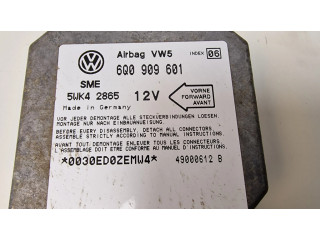 Airbag VW5
INDEX 06
6Q0 909 601
SME
5WK4 2865
12V
VORNE
FORWARD
AVANT
Made in Germany
VOR JEDER DEMONTAGE ALLE STECKVERBINDUNGEN LOESEN.
MONTAGE NUR NACH EINBAUANWEISUNG.
BEFORE EVERY DISASSEMBLY, DETACH ALL CONNECTORS
ASSEMBLE STRICTLY ACCORDING TO MANUAL INSTRUCTIONS
AVANT TOUT DEMONTAGE ENLEVER TOUS LES CONNECTEURS
L'ASSEMBLAGE DOIT ETRE CONFORME AU MANUEL D'INSTRUCTIONS
*0030ED0ZEMW4*
49000612 B